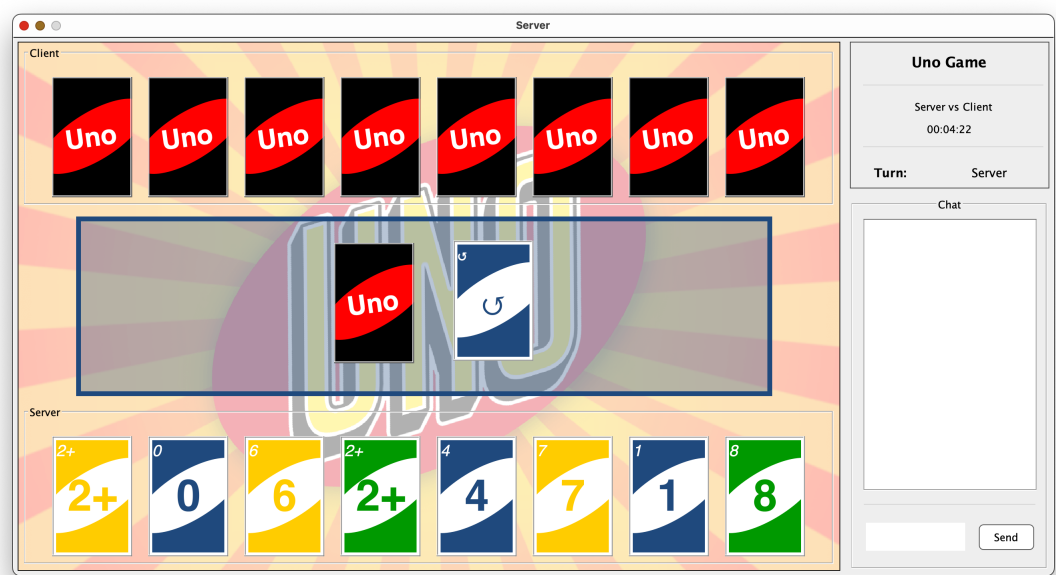 Server
Client
Uno Uno Uno Uno Uno Uno Uno Uno
UNO
Uno ↺
↺
Server
2+ 0 6 2+ 4 7 1 8
2+ 0 6 2+ 4 7 1 8
Uno Game
Server vs Client
00:04:22
Turn: Server
Chat
Send